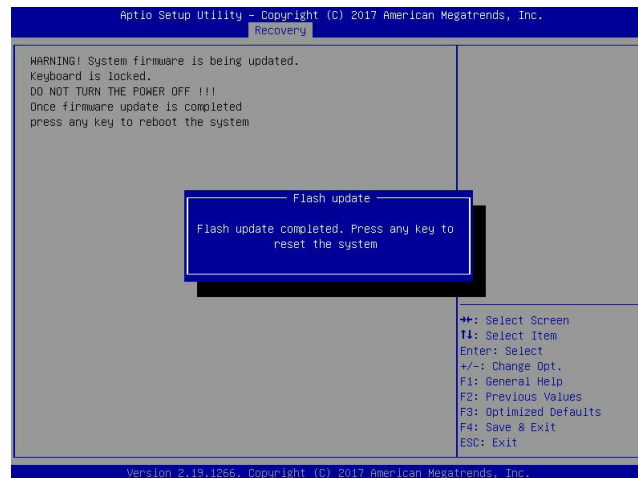 Aptio Setup Utility – Copyright (C) 2017 American Megatrends, Inc.
Recovery
WARNING! System firmware is being updated.
Keyboard is locked.
DO NOT TURN THE POWER OFF !!!
Once firmware update is completed
press any key to reboot the system
Flash update
Flash update completed. Press any key to
reset the system
→←: Select Screen
↑↓: Select Item
Enter: Select
+/-: Change Opt.
F1: General Help
F2: Previous Values
F3: Optimized Defaults
F4: Save & Exit
ESC: Exit
Version 2.19.1266. Copyright (C) 2017 American Megatrends, Inc.